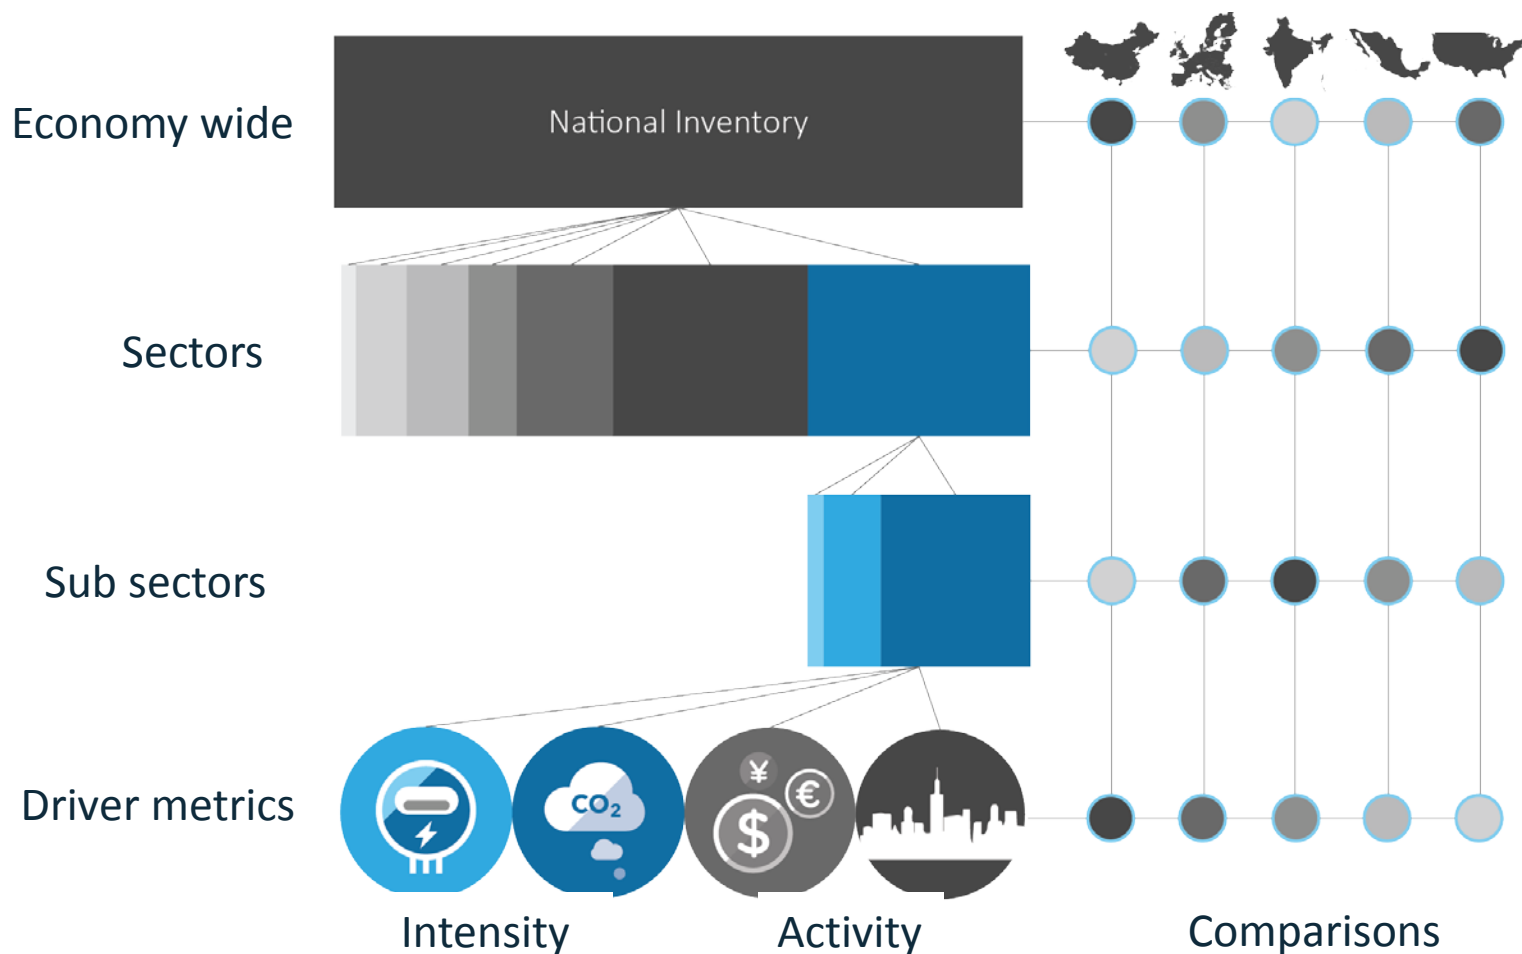 Economy wide
National Inventory
Sectors
Sub sectors
Driver metrics
CO₂
¥
€
$
Intensity
Activity
Comparisons